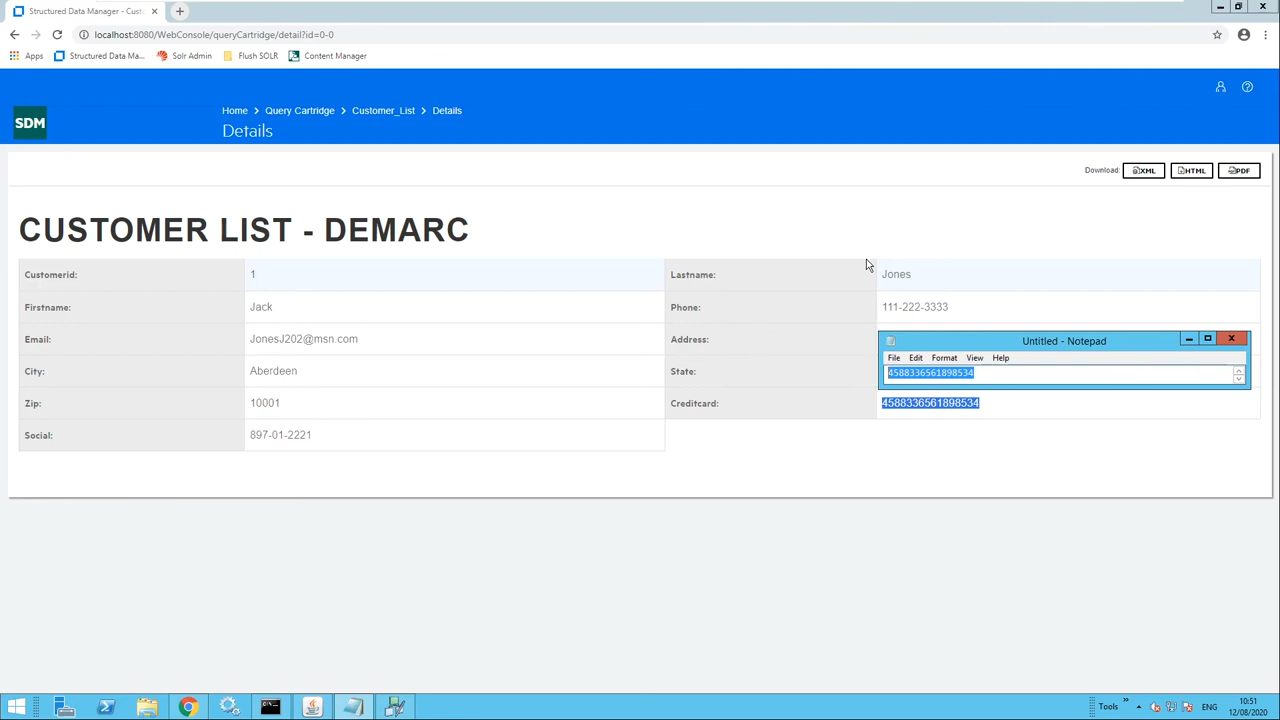 Structured Data Manager - Cust
localhost:8080/WebConsole/queryCartridge/detail?id=0-0
Apps Structured Data Ma... Solr Admin Flush SOLR Content Manager
SDM
Home > Query Cartridge > Customer_List > Details
Details
Download: XML HTML PDF
CUSTOMER LIST - DEMARC
Customerid: 1 Lastname: Jones
Firstname: Jack Phone: 111-222-3333
Email: JonesJ202@msn.com Address:
Untitled - Notepad
File Edit Format View Help
4588336561898534
City: Aberdeen State:
Zip: 10001 Creditcard: 4588336561898534
Social: 897-01-2221
Tools » ENG 10:51
12/08/2020